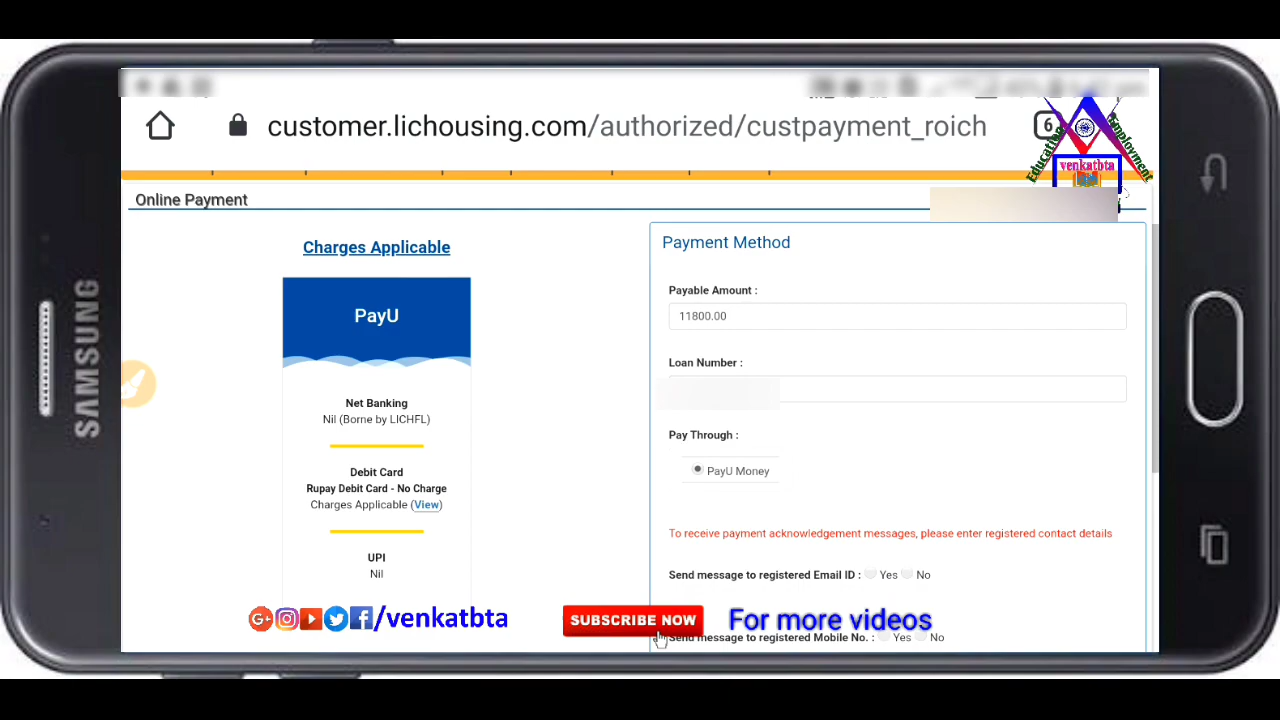 SAMSUNG
customer.lichousing.com/authorized/custpayment_roich
6
Education
Employment
venkatbta
Online Payment
Charges Applicable
PayU
Net Banking
Nil (Borne by LICHFL)
Debit Card
Rupay Debit Card - No Charge
Charges Applicable (View)
UPI
Nil
Payment Method
Payable Amount :
11800.00
Loan Number :
Pay Through :
PayU Money
To receive payment acknowledgement messages, please enter registered contact details
Send message to registered Email ID : Yes No
Send message to registered Mobile No. : Yes No
/venkatbta
SUBSCRIBE NOW
For more videos